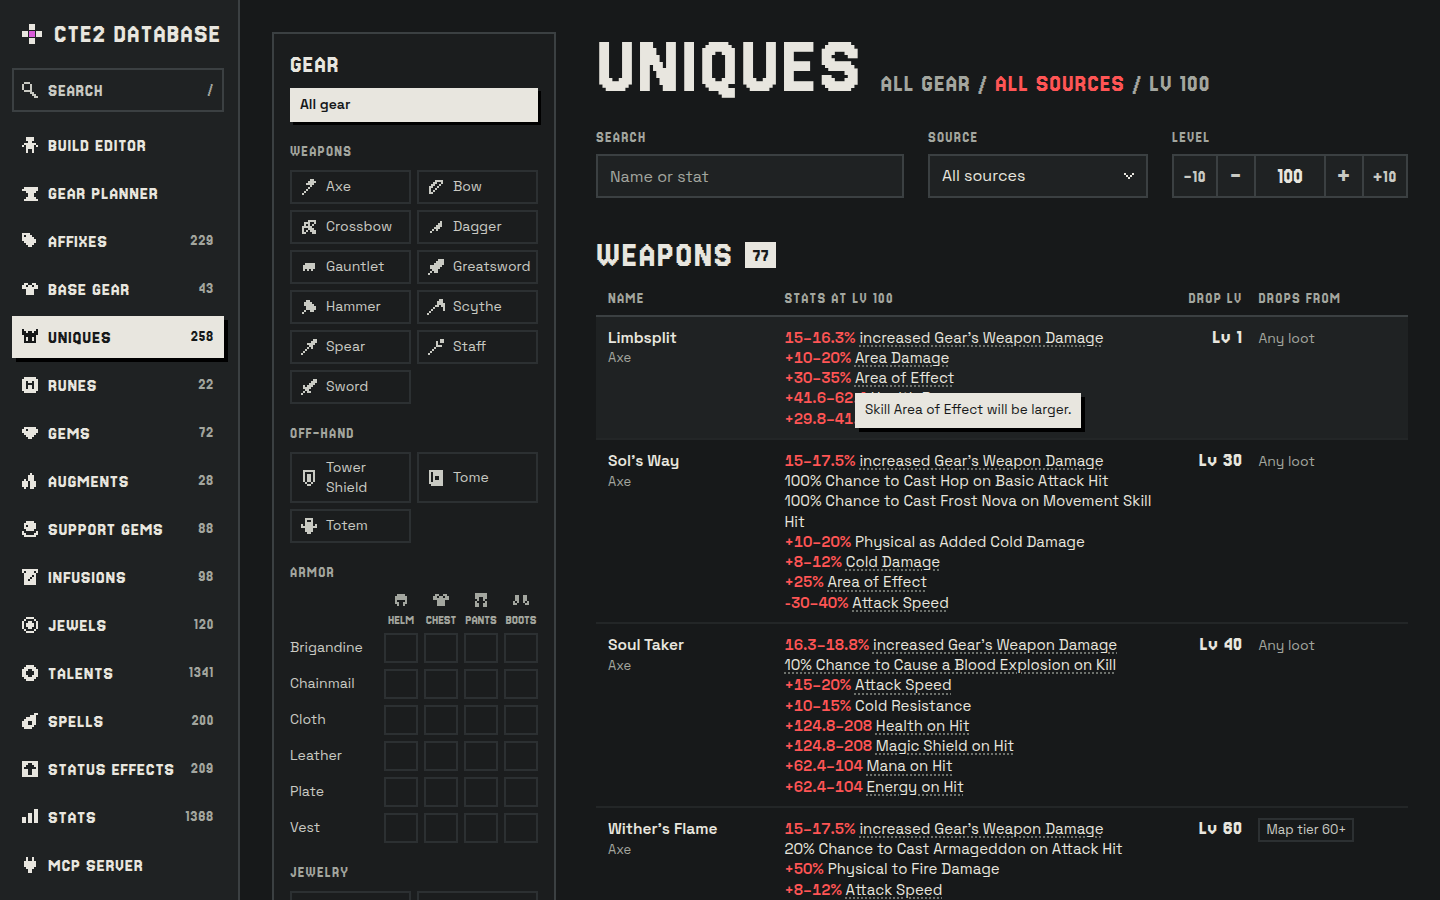 CTE2 DATABASE
SEARCH /
BUILD EDITOR
GEAR PLANNER
AFFIXES 229
BASE GEAR 43
UNIQUES 258
RUNES 22
GEMS 72
AUGMENTS 28
SUPPORT GEMS 88
INFUSIONS 98
JEWELS 120
TALENTS 1341
SPELLS 200
STATUS EFFECTS 209
STATS 1368
MCP SERVER
GEAR
All gear
WEAPONS
Axe Bow
Crossbow Dagger
Gauntlet Greatsword
Hammer Scythe
Spear Staff
Sword
OFF-HAND
Tower
Shield
Tome
Totem
ARMOR
HELM CHEST PANTS BOOTS
Brigandine
Chainmail
Cloth
Leather
Plate
Vest
JEWELRY
UNIQUES ALL GEAR / ALL SOURCES / LV 100
SEARCH SOURCE LEVEL
Name or stat All sources -10 − 100 + +10
WEAPONS 77
NAME STATS AT LV 100 DROP LV DROPS FROM
Limbsplit 15–16.3% increased Gear's Weapon Damage Lv 1 Any loot
Axe +10–20% Area Damage
+30–35% Area of Effect
+41.6–62
+29.8–41
Skill Area of Effect will be larger.
Sol's Way 15–17.5% increased Gear's Weapon Damage Lv 30 Any loot
Axe 100% Chance to Cast Hop on Basic Attack Hit
100% Chance to Cast Frost Nova on Movement Skill
Hit
+10–20% Physical as Added Cold Damage
+8–12% Cold Damage
+25% Area of Effect
-30–40% Attack Speed
Soul Taker 16.3–18.8% increased Gear's Weapon Damage Lv 40 Any loot
Axe 10% Chance to Cause a Blood Explosion on Kill
+15–20% Attack Speed
+10–15% Cold Resistance
+124.8–208 Health on Hit
+124.8–208 Magic Shield on Hit
+62.4–104 Mana on Hit
+62.4–104 Energy on Hit
Wither's Flame 15–17.5% increased Gear's Weapon Damage Lv 60 Map tier 60+
Axe 20% Chance to Cast Armageddon on Attack Hit
+50% Physical to Fire Damage
+8–12% Attack Speed